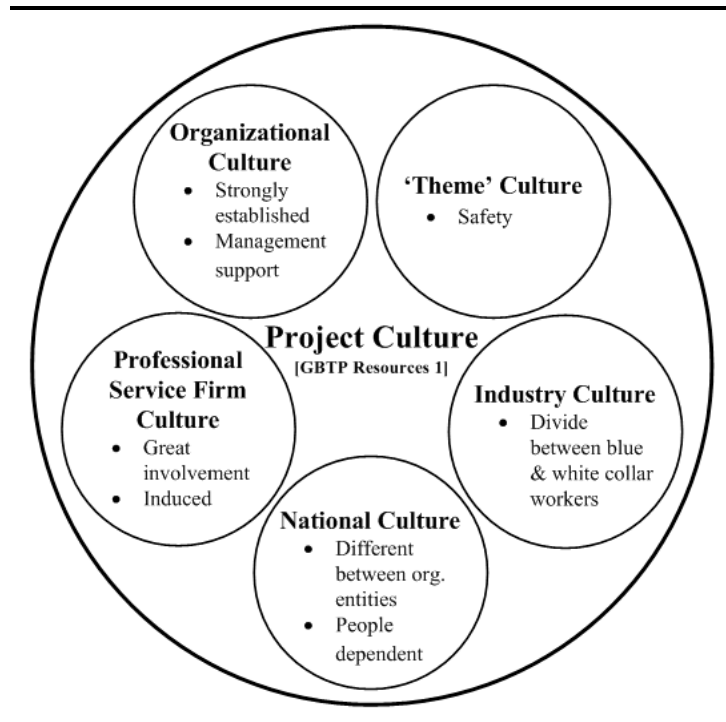 Organizational
Culture
• Strongly
established
• Management
support
‘Theme’ Culture
• Safety
Project Culture
[GBTP Resources 1]
Professional
Service Firm
Culture
• Great
involvement
• Induced
Industry Culture
• Divide
between blue
& white collar
workers
National Culture
• Different
between org.
entities
• People
dependent